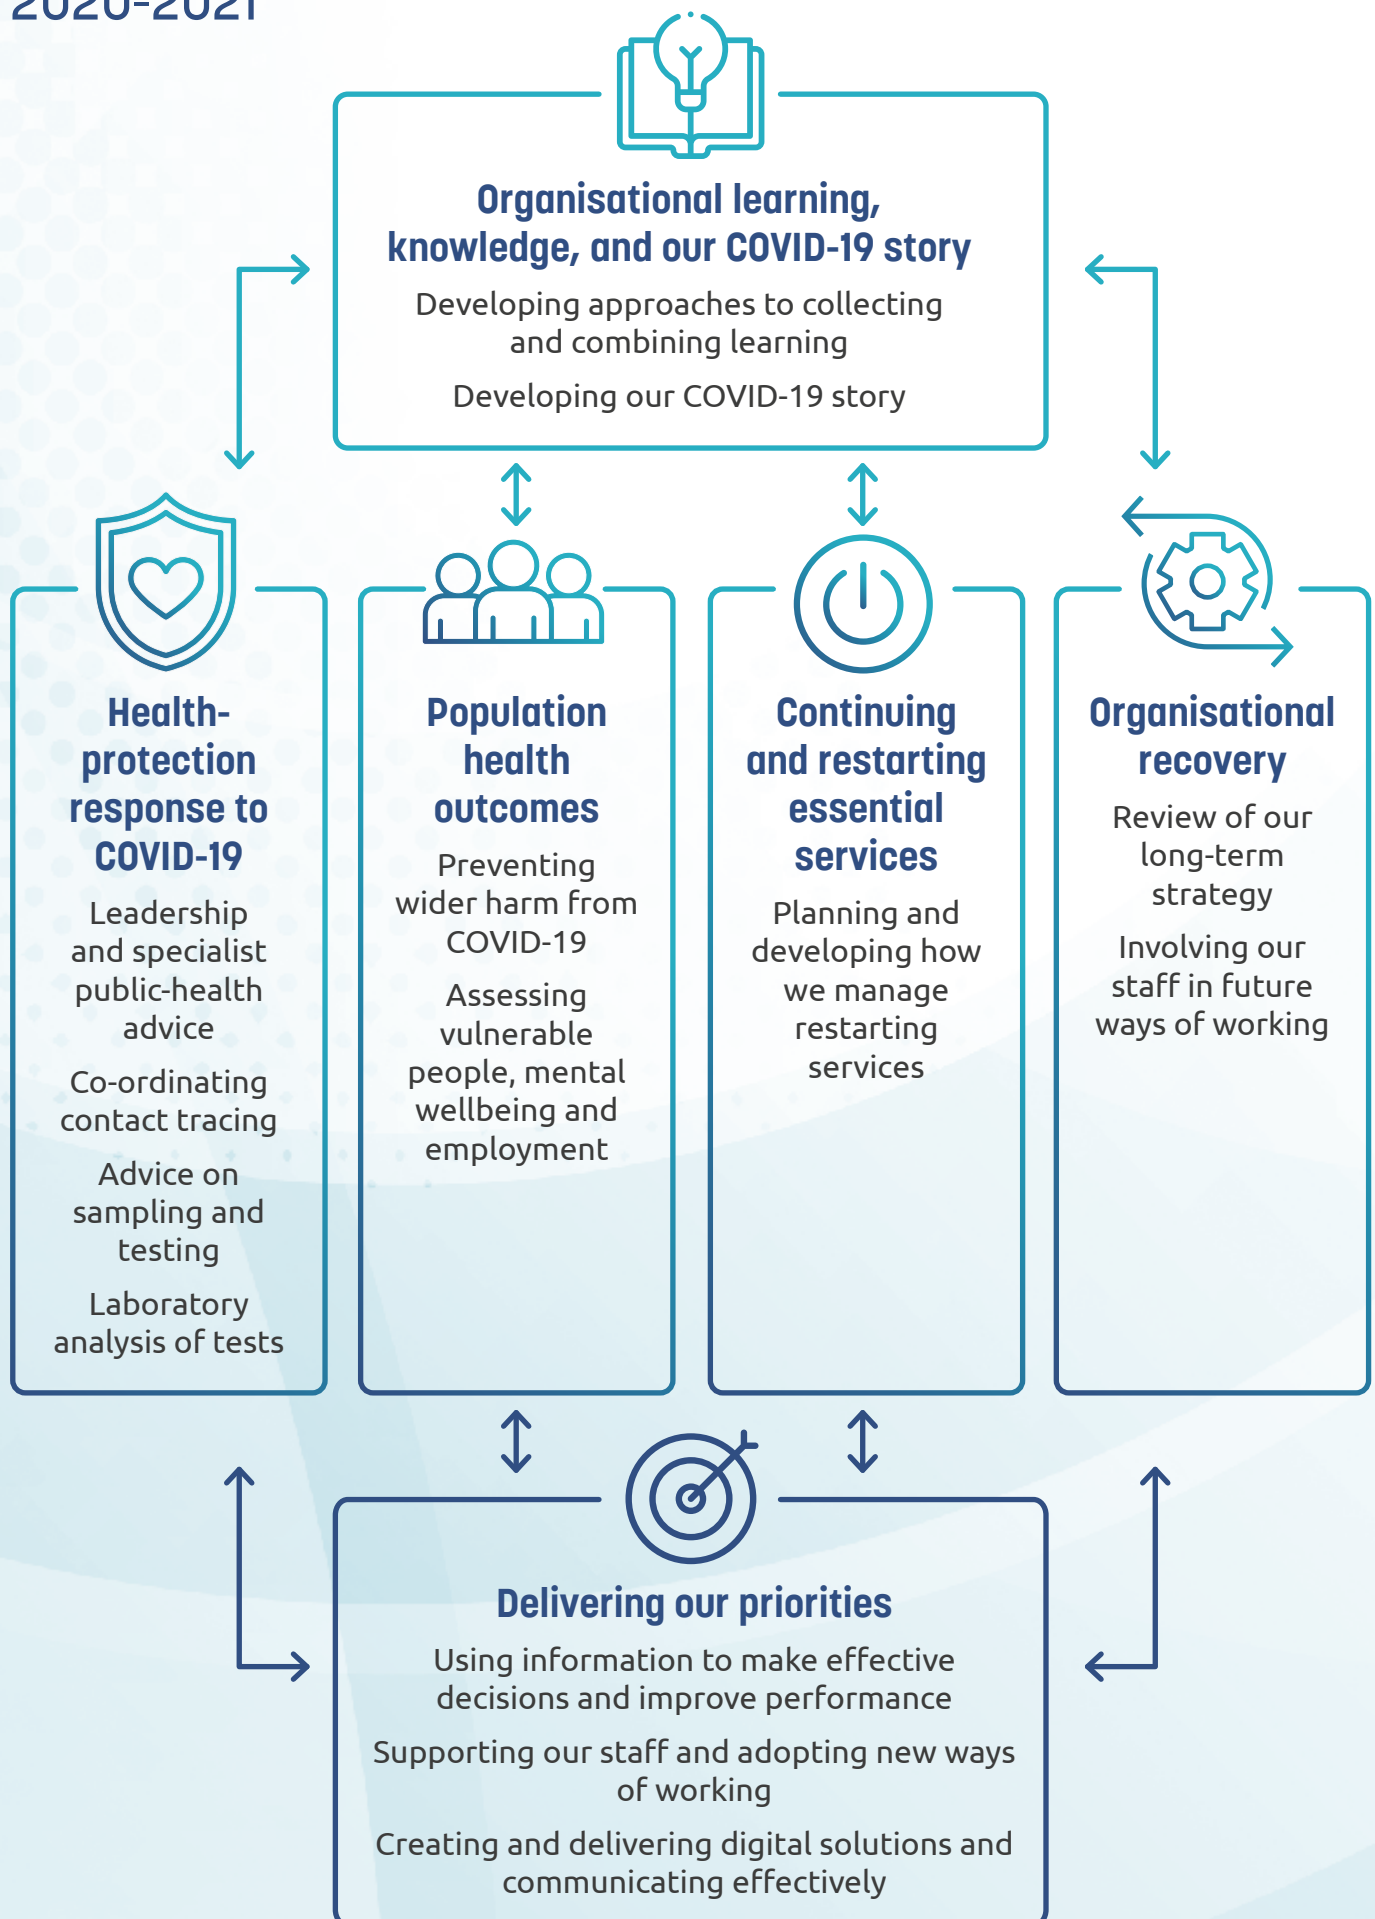 2020-2021
Organisational learning,
knowledge, and our COVID-19 story
Developing approaches to collecting
and combining learning
Developing our COVID-19 story
Health-
protection
response to
COVID-19
Leadership
and specialist
public-health
advice
Co-ordinating
contact tracing
Advice on
sampling and
testing
Laboratory
analysis of tests
Population
health
outcomes
Preventing
wider harm from
COVID-19
Assessing
vulnerable
people, mental
wellbeing and
employment
Continuing
and restarting
essential
services
Planning and
developing how
we manage
restarting
services
Organisational
recovery
Review of our
long-term
strategy
Involving our
staff in future
ways of working
Delivering our priorities
Using information to make effective
decisions and improve performance
Supporting our staff and adopting new ways
of working
Creating and delivering digital solutions and
communicating effectively